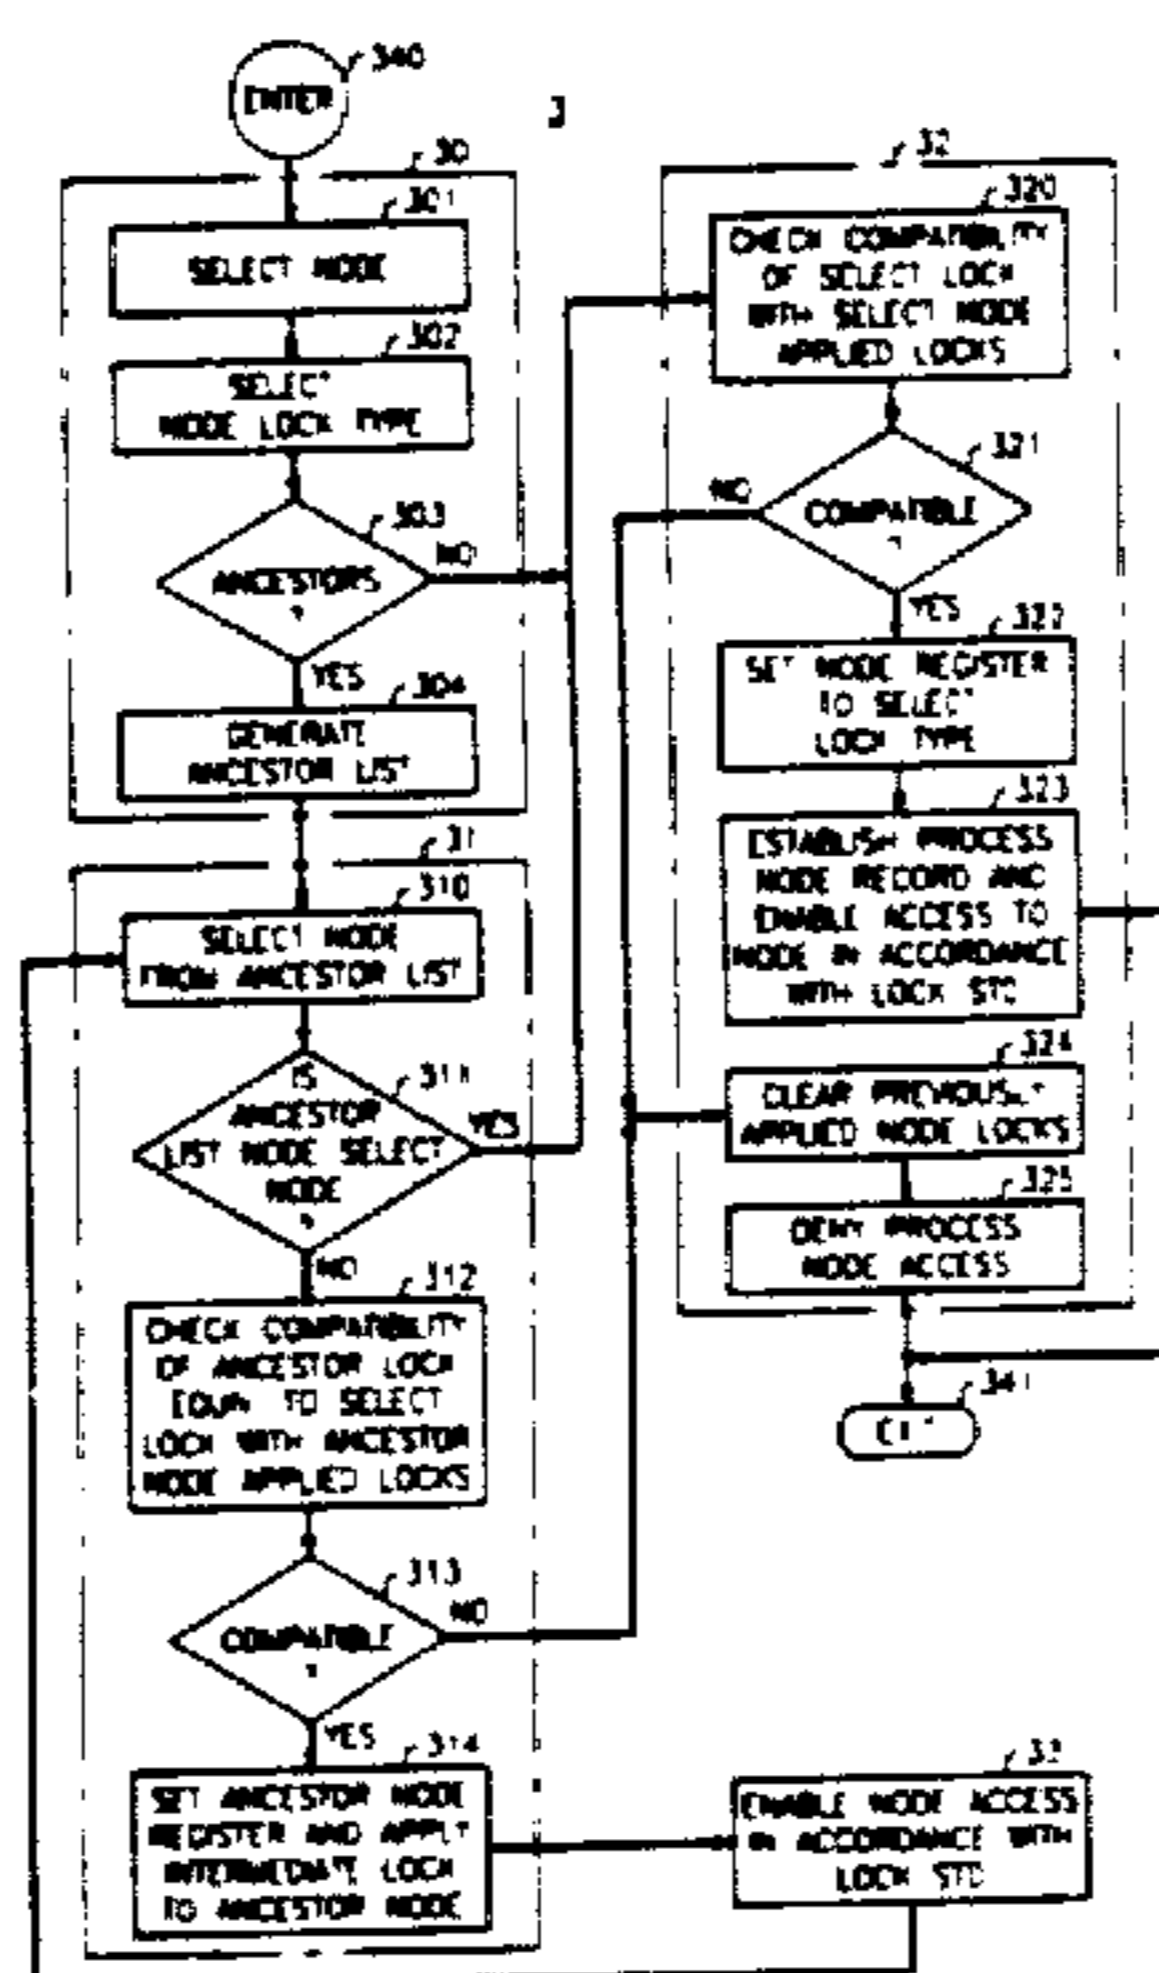 340
ENTER
3
30
301
SELECT NODE
302
SELECT
NODE LOCK TYPE
303
ANCESTORS
?
NO
YES
304
GENERATE
ANCESTOR LIST
31
310
SELECT NODE
FROM ANCESTOR LIST
311
IS
ANCESTOR
LIST NODE SELECT
NODE
?
YES
NO
312
CHECK COMPATIBILITY
OF ANCESTOR LOCK
EQUAL TO SELECT
LOCK WITH ANCESTOR
NODE APPLIED LOCKS
313
COMPATIBLE
?
NO
YES
314
SET ANCESTOR NODE
REGISTER AND APPLY
INTERMEDIATE LOCK
TO ANCESTOR NODE
32
320
CHECK COMPATIBILITY
OF SELECT LOCK
WITH SELECT NODE
APPLIED LOCKS
321
NO
COMPATIBLE
?
YES
322
SET NODE REGISTER
TO SELECT
LOCK TYPE
323
ESTABLISH PROCESS
NODE RECORD AND
ENABLE ACCESS TO
NODE IN ACCORDANCE
WITH LOCK STD
324
CLEAR PREVIOUSLY
APPLIED NODE LOCKS
325
DENY PROCESS
NODE ACCESS
341
33
ENABLE NODE ACCESS
IN ACCORDANCE WITH
LOCK STD